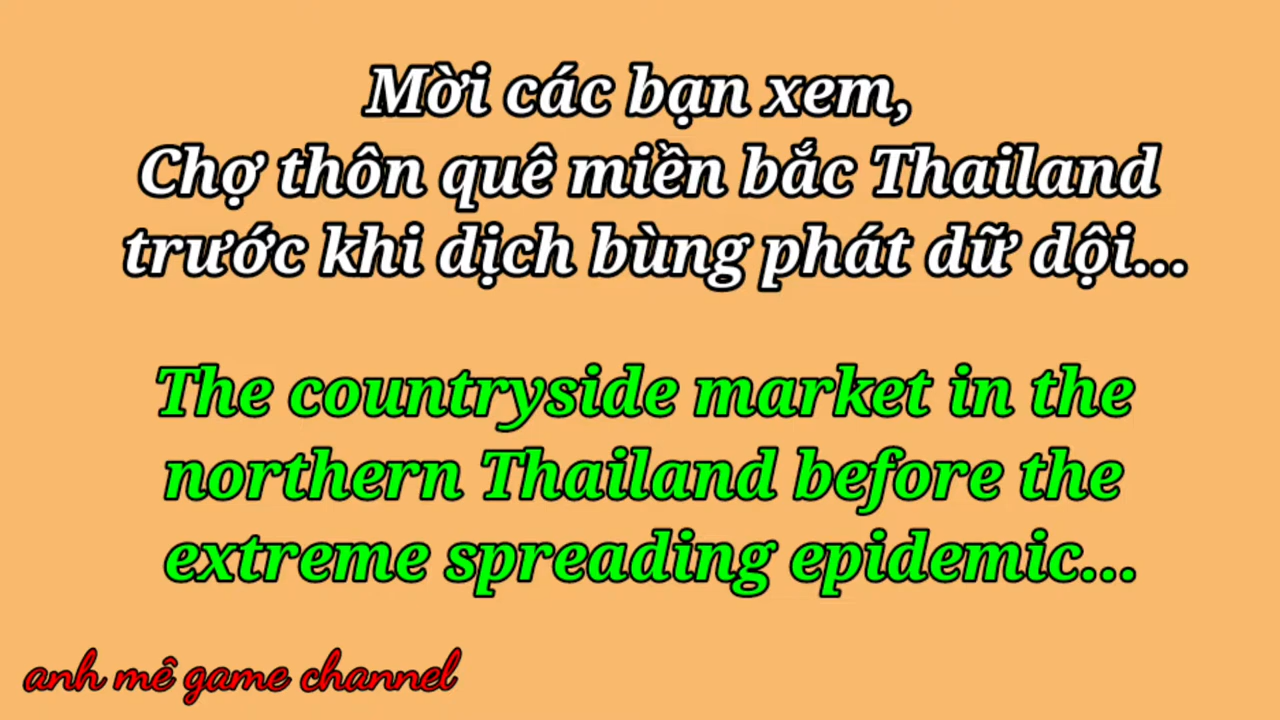 Mời các bạn xem,
Chợ thôn quê miền bắc Thailand
trước khi dịch bùng phát dữ dội...
The countryside market in the
northern Thailand before the
extreme spreading epidemic...
anh mê game channel